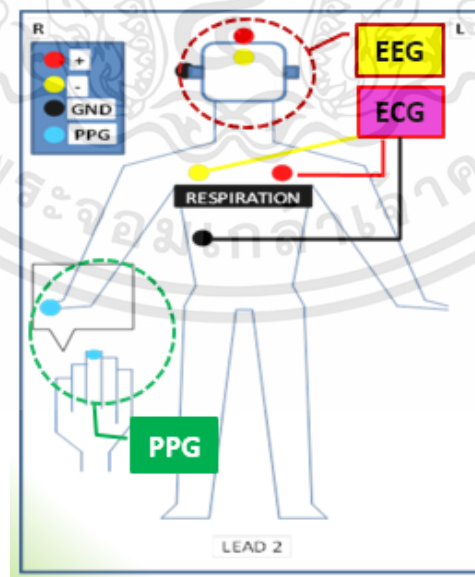 R
L
+
-
GND
PPG
EEG
ECG
RESPIRATION
PPG
LEAD 2